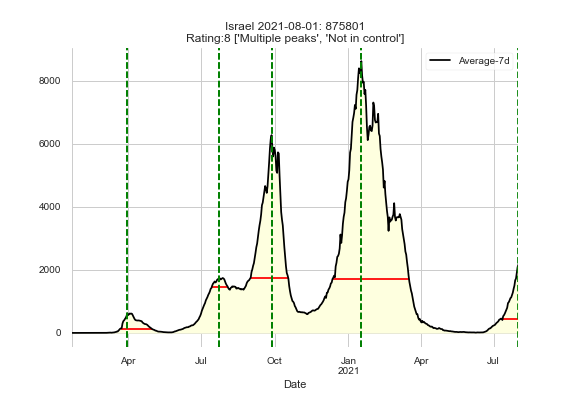 Israel 2021-08-01: 875801
Rating:8 ['Multiple peaks', 'Not in control']
Average-7d
8000
6000
4000
2000
0
Apr
Jul
Oct
Jan
2021
Apr
Jul
Date